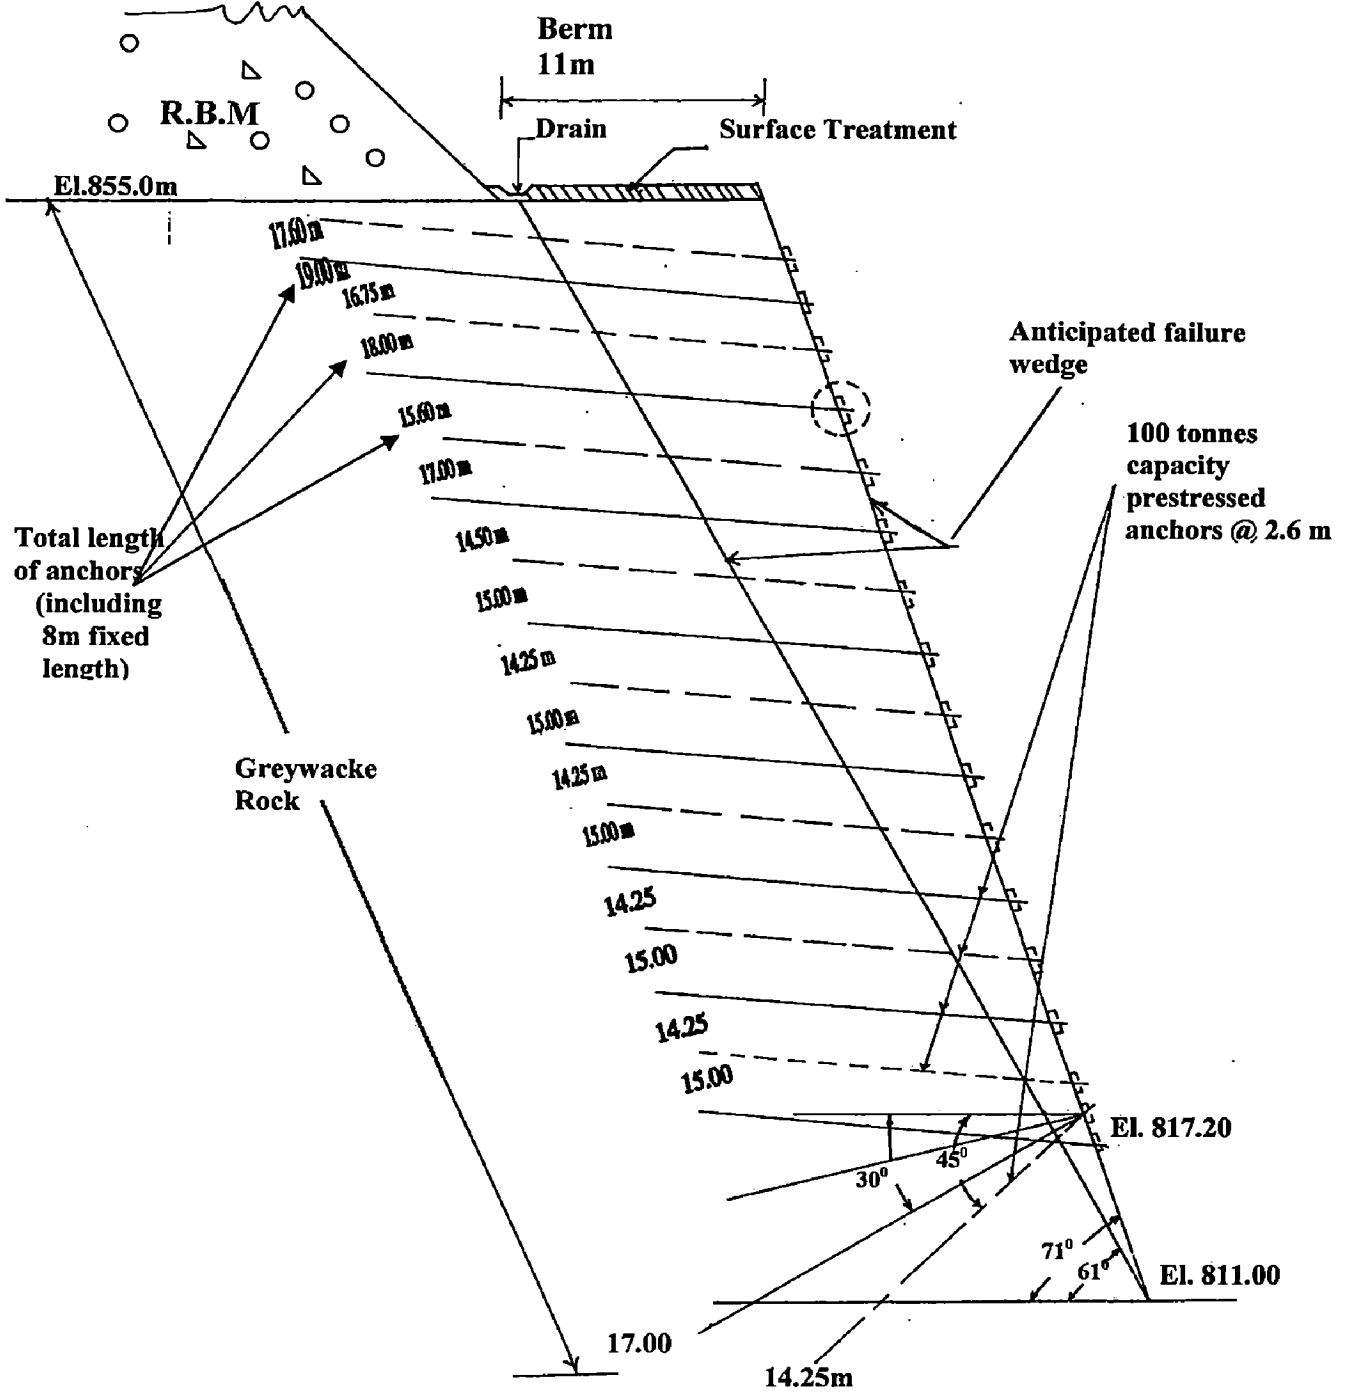 Berm
11m
R.B.M
Drain
Surface Treatment
El.855.0m
17.60 m
19.00 m
16.75 m
18.00 m
15.60 m
17.00 m
14.50 m
15.00 m
14.25 m
15.00 m
14.25 m
15.00 m
14.25
15.00
14.25
15.00
Anticipated failure
wedge
100 tonnes
capacity
prestressed
anchors @ 2.6 m
Total length
of anchors
(including
8m fixed
length)
Greywacke
Rock
El. 817.20
30⁰
45⁰
71⁰
61⁰
El. 811.00
17.00
14.25m